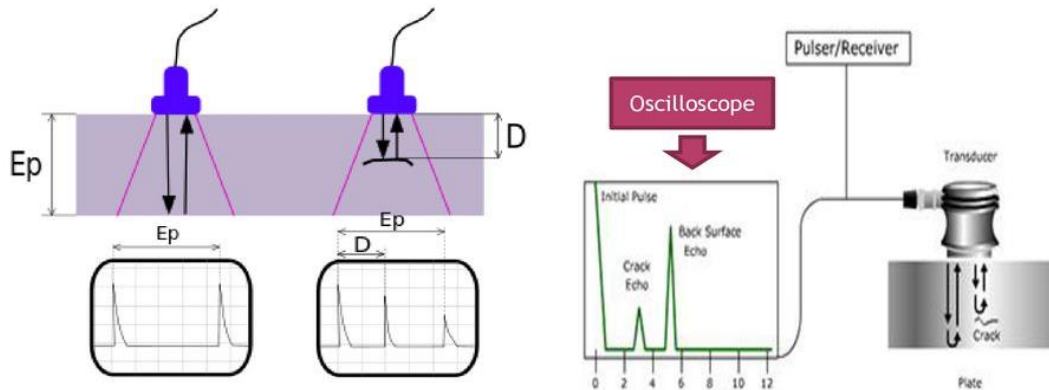 Ep
D
Ep
Ep
D
Oscilloscope
Initial Pulse
Crack
Echo
Back Surface
Echo
0 2 4 6 8 10 12
Pulser/Receiver
Transducer
Crack
Plate